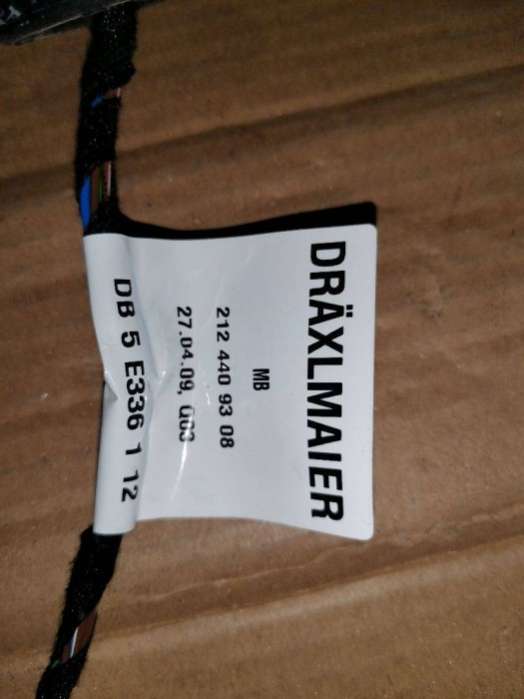 DRÄXLMAIER
MB
212 440 93 08
27.04.09, 003
DB 5 E336 1 12